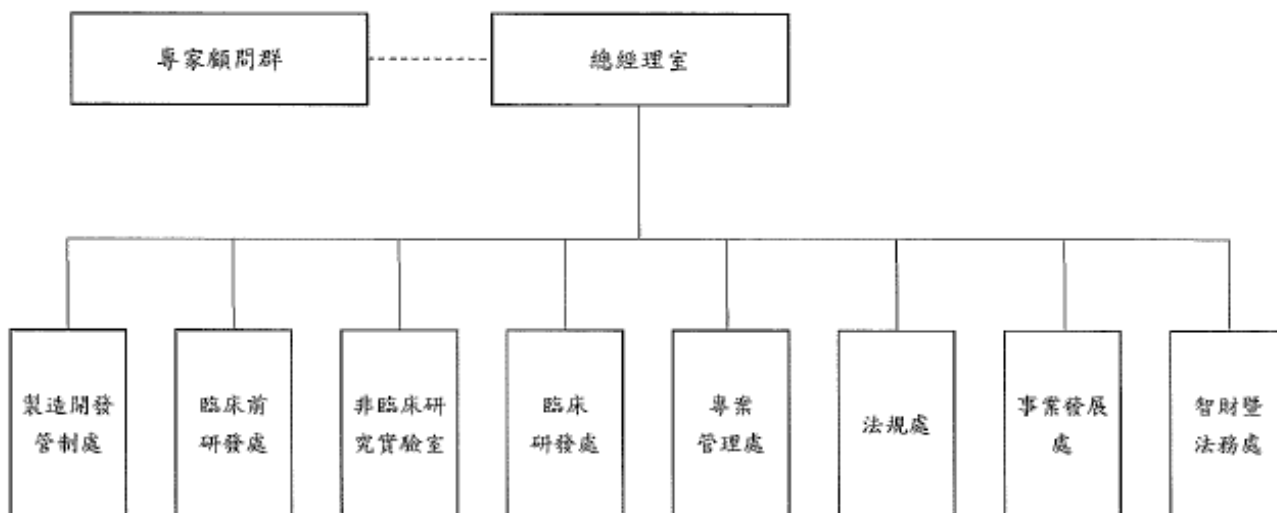 專家顧問群
總經理室
製造開發
管制處
臨床前
研發處
非臨床研
究實驗室
臨床
研發處
專案
管理處
法規處
事業發展
處
智財暨
法務處